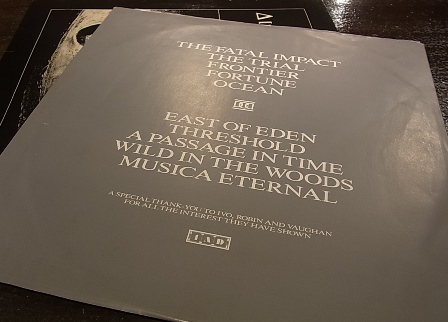 THE FATAL IMPACT
THE TRIAL
FRONTIER
FORTUNE
OCEAN
EAST OF EDEN
THRESHOLD
A PASSAGE IN TIME
WILD IN THE WOODS
MUSICA ETERNAL
A SPECIAL THANK-YOU TO IVO, ROBIN AND VAUGHAN
FOR ALL THE INTEREST THEY HAVE SHOWN